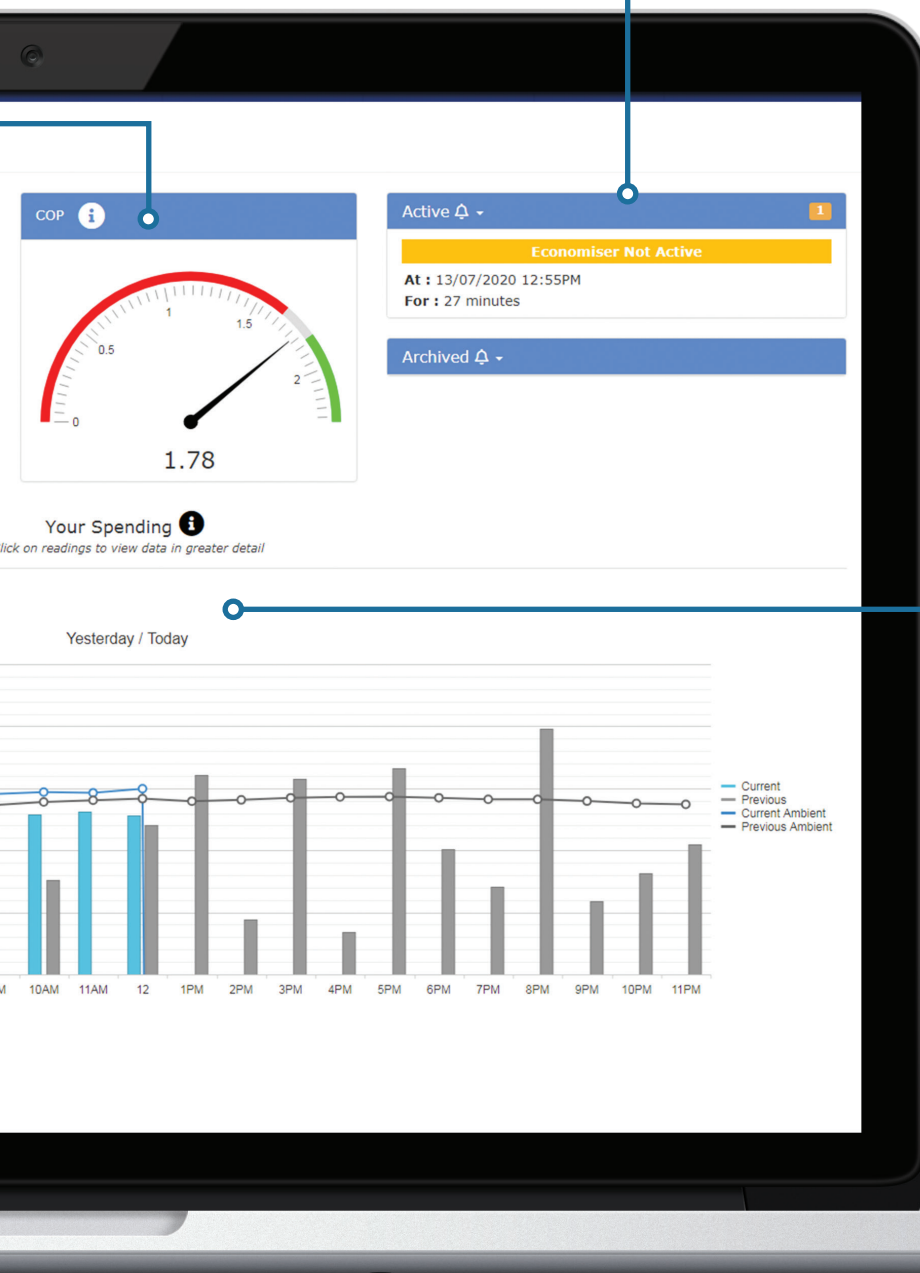 COP
Active
1
Economiser Not Active
At : 13/07/2020 12:55PM
For : 27 minutes
Archived
0
0.5
1
1.5
2
1.78
Your Spending
lick on readings to view data in greater detail
Yesterday / Today
Current
Previous
Current Ambient
Previous Ambient
M 10AM 11AM 12 1PM 2PM 3PM 4PM 5PM 6PM 7PM 8PM 9PM 10PM 11PM